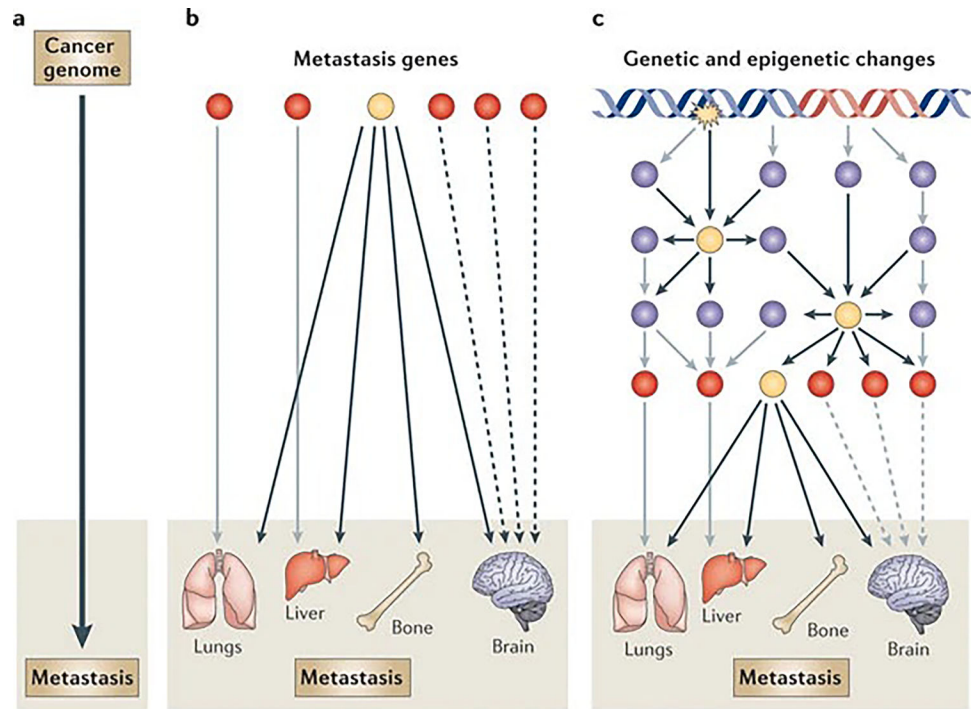 a
Cancer
genome
Metastasis
b
Metastasis genes
Lungs
Liver
Bone
Brain
Metastasis
c
Genetic and epigenetic changes
Lungs
Liver
Bone
Brain
Metastasis